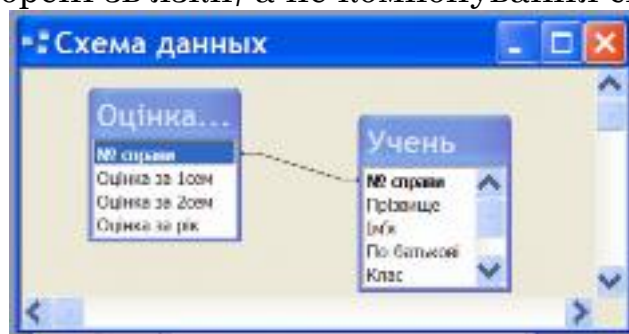 Схема данных
Оцінка...
№ справи
Оцінка за 1сем
Оцінка за 2сем
Оцінка за рік
Учень
№ справи
Прізвище
Ім'я
По батькові
Клас